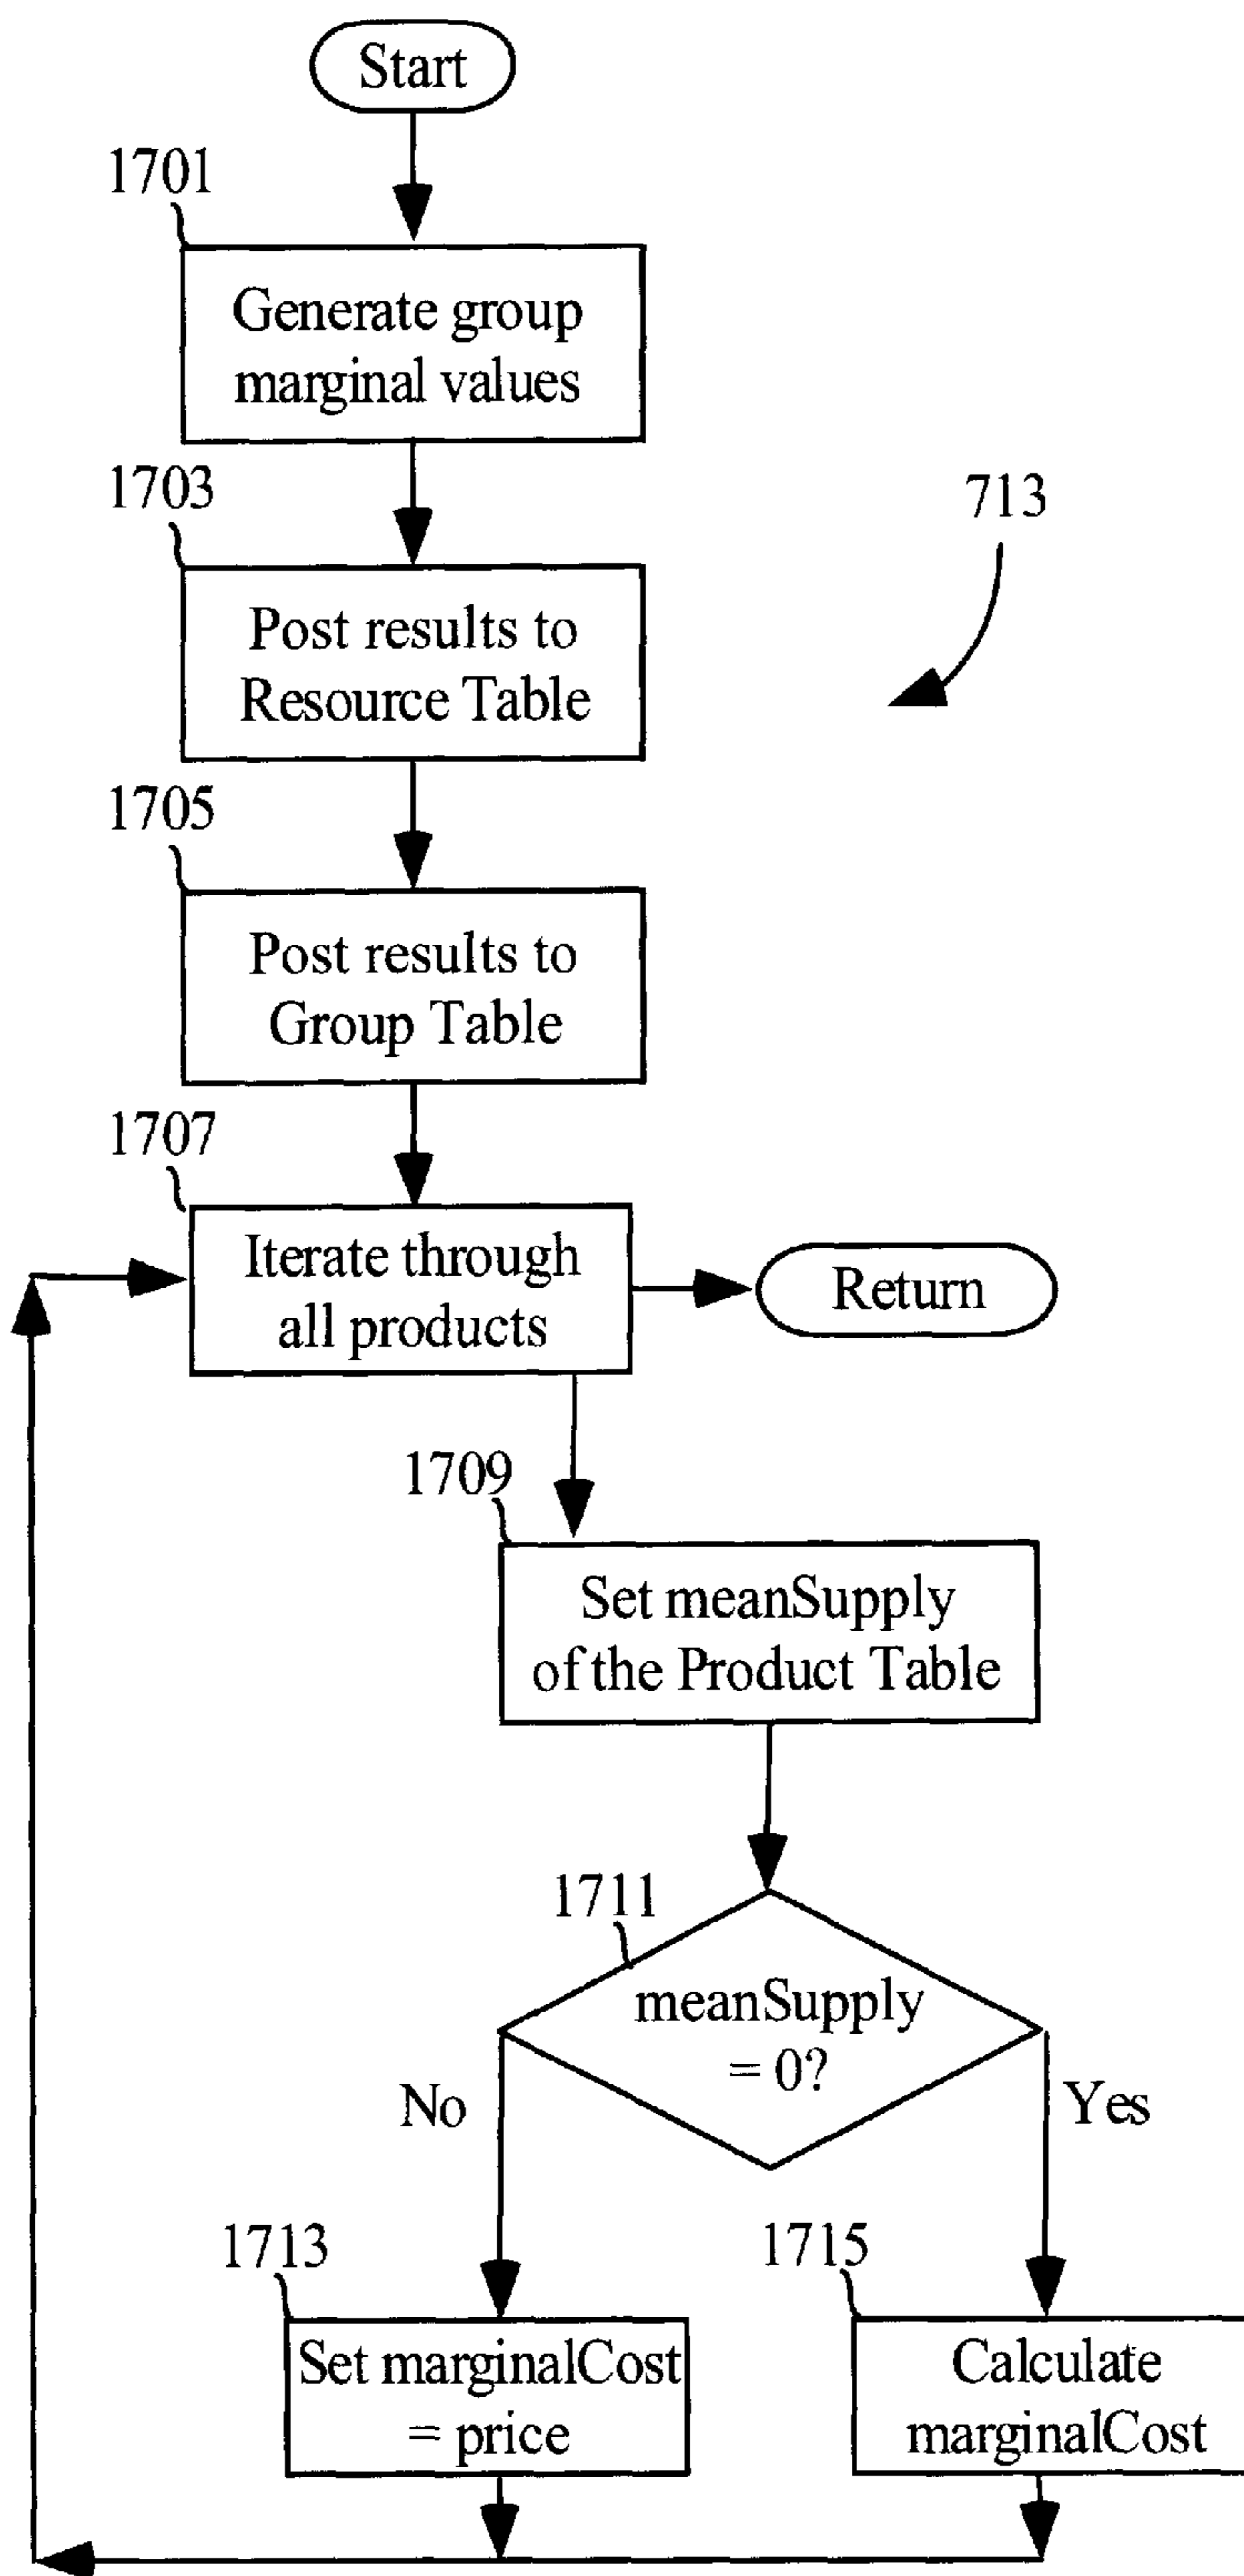 Start
1701
Generate group
marginal values
1703
713
Post results to
Resource Table
1705
Post results to
Group Table
1707
Iterate through
all products
Return
1709
Set meanSupply
of the Product Table
1711
meanSupply
= 0?
No
Yes
1713
1715
Set marginalCost
= price
Calculate
marginalCost